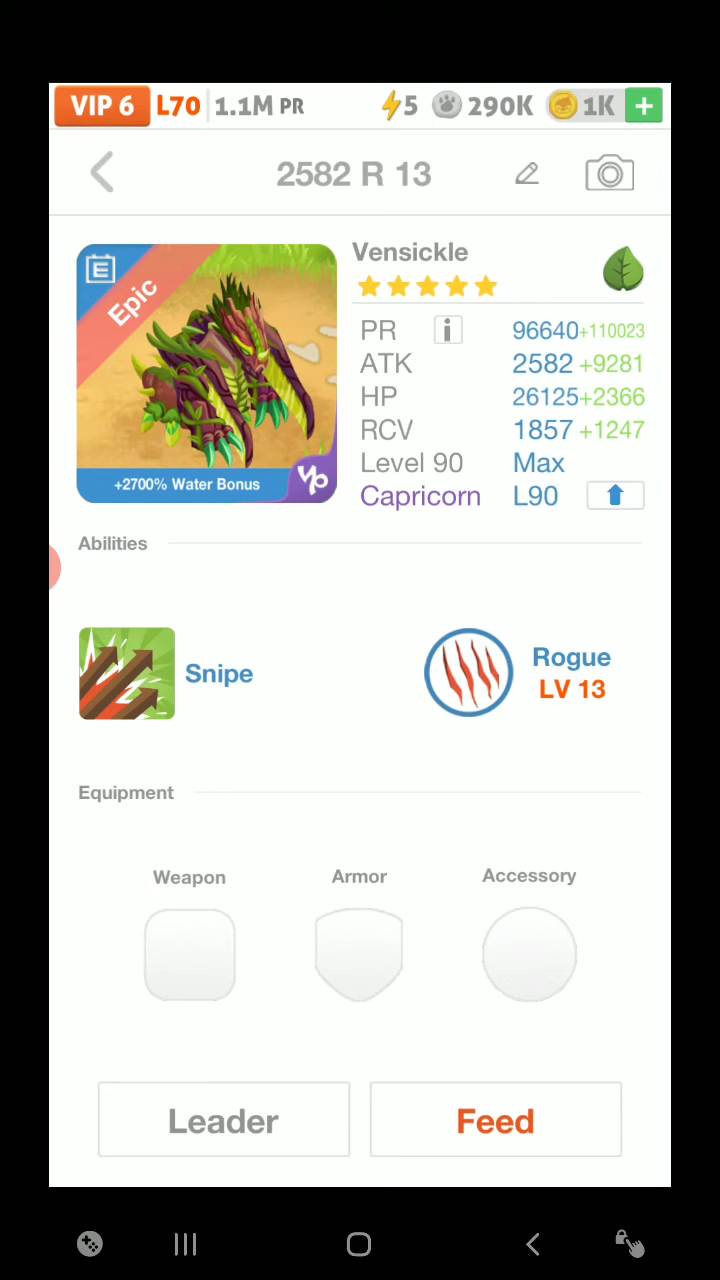 VIP 6 L70 1.1M PR 5 290K 1K +
2582 R 13
E
Epic
+2700% Water Bonus
Vensickle
PR i 96640+110023
ATK 2582 +9281
HP 26125+2366
RCV 1857 +1247
Level 90 Max
Capricorn L90
Abilities
Snipe
Rogue
LV 13
Equipment
Weapon Armor Accessory
Leader Feed